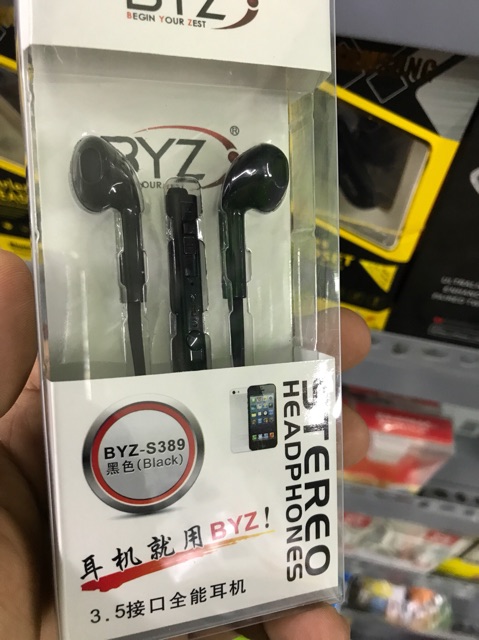 BYZ
BEGIN YOUR ZEST
BYZ®
YOUR
BYZ-S389
黑色(Black)
STEREO
HEADPHONES
耳机就用BYZ!
3.5接口全能耳机